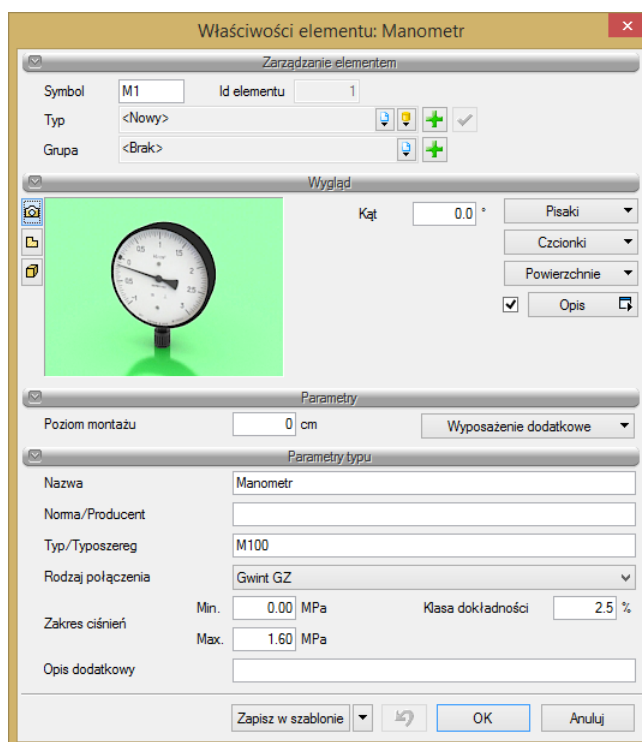 Właściwości elementu: Manometr
Zarządzanie elementem
Symbol M1 Id elementu 1
Typ <Nowy>
Grupa <Brak>
Wygląd
Kąt 0.0 ° Pisaki
Czcionki
Powierzchnie
Opis
Parametry
Poziom montażu 0 cm Wyposażenie dodatkowe
Parametry typu
Nazwa Manometr
Norma/Producent
Typ/Typoszereg M100
Rodzaj połączenia Gwint GZ
Zakres ciśnień Min. 0.00 MPa Klasa dokładności 2.5 %
Max. 1.60 MPa
Opis dodatkowy
Zapisz w szablonie OK Anuluj